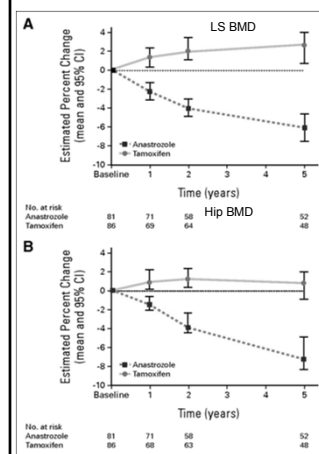 A
LS BMD
Estimated Percent Change
(mean and 95% CI)
4
2
0
-2
-4
-6
-8
-10
Anastrozole
Tamoxifen
Baseline 1 2 3 4 5
Time (years)
No. at risk
Anastrozole 81 71 58 52
Tamoxifen 86 69 64 48
Hip BMD
B
Estimated Percent Change
(mean and 95% CI)
4
2
0
-2
-4
-6
-8
-10
Anastrozole
Tamoxifen
Baseline 1 2 3 4 5
Time (years)
No. at risk
Anastrozole 81 71 58 52
Tamoxifen 86 68 63 48